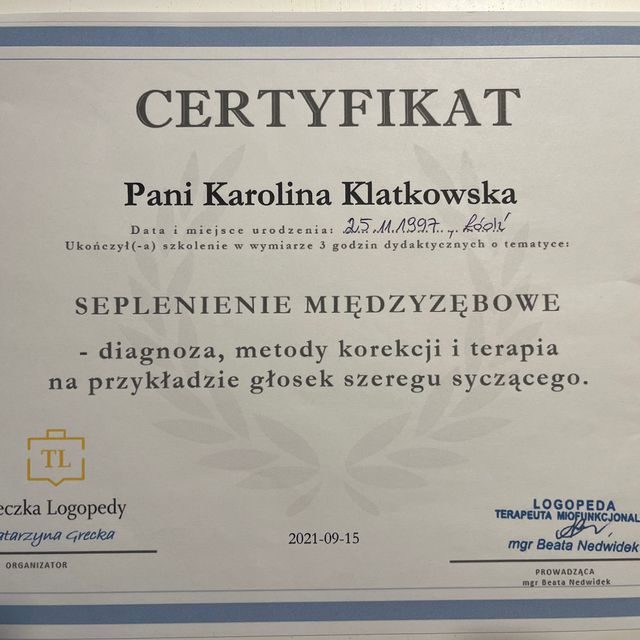 CERTYFIKAT
Pani Karolina Klatkowska
Data i miejsce urodzenia: 25.11.1997. , Łódź
Ukończył(-a) szkolenie w wymiarze 3 godzin dydaktycznych o tematyce:
SEPLENIENIE MIĘDZYZĘBOWE
- diagnoza, metody korekcji i terapia
na przykładzie głosek szeregu syczącego.
TL
eczka Logopedy
atarzyna Grecka
ORGANIZATOR
2021-09-15
LOGOPEDA
TERAPEUTA MIOFUNKCJONAL
mgr Beata Nedwidek
PROWADZĄCA
mgr Beata Nedwidek